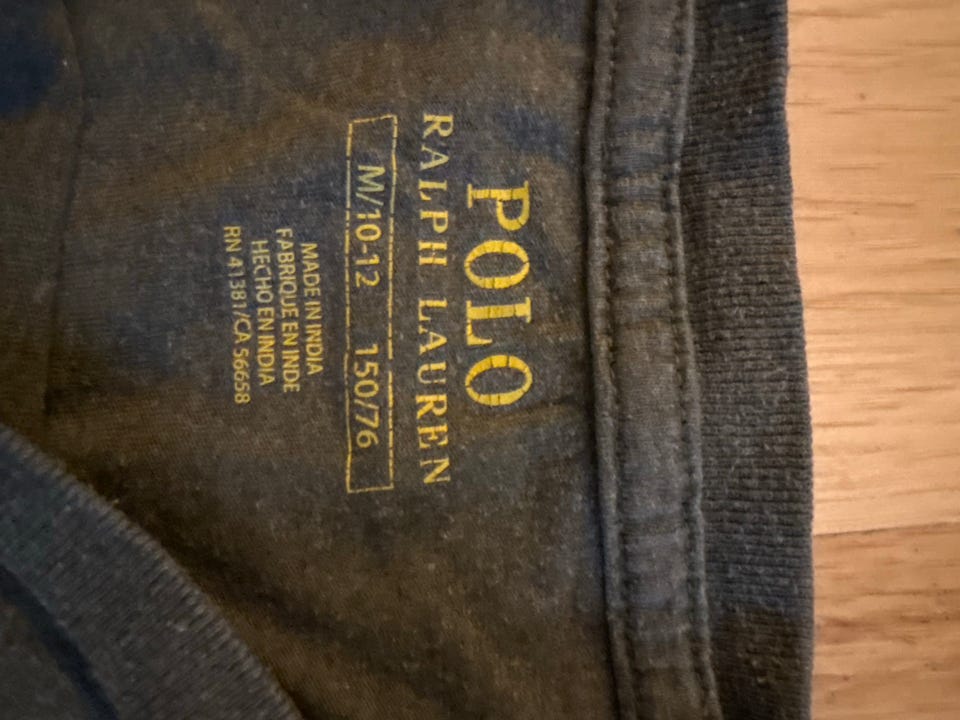 POLO
RALPH LAUREN
M/10-12 150/76
MADE IN INDIA
FABRIQUE EN INDE
HECHO EN INDIA
RN 41381/CA 56658